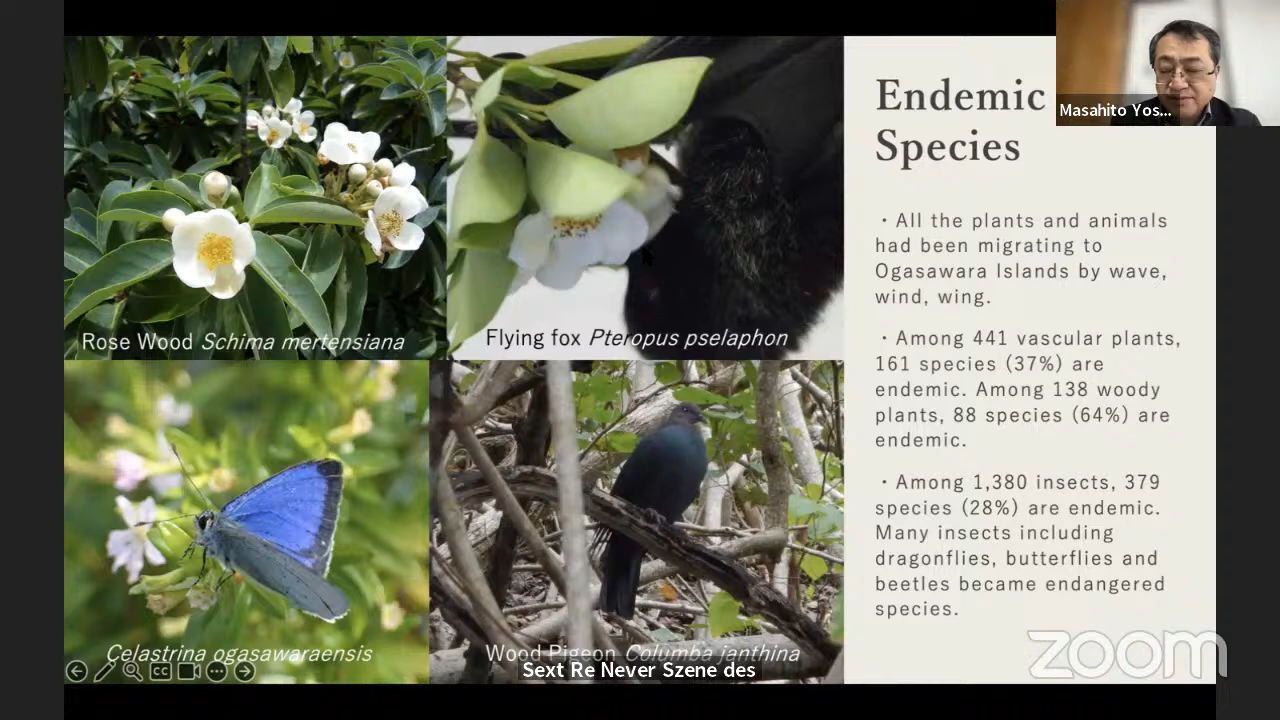 Endemic
Species
・All the plants and animals
had been migrating to
Ogasawara Islands by wave,
wind, wing.
・Among 441 vascular plants,
161 species (37%) are
endemic. Among 138 woody
plants, 88 species (64%) are
endemic.
・Among 1,380 insects, 379
species (28%) are endemic.
Many insects including
dragonflies, butterflies and
beetles became endangered
species.
Rose Wood Schima mertensiana
Flying fox Pteropus pselaphon
Celastrina ogasawaraensis
Wood Pigeon Columba janthina
Sext Re Never Szene des
Masahito Yos...
CC
zoom